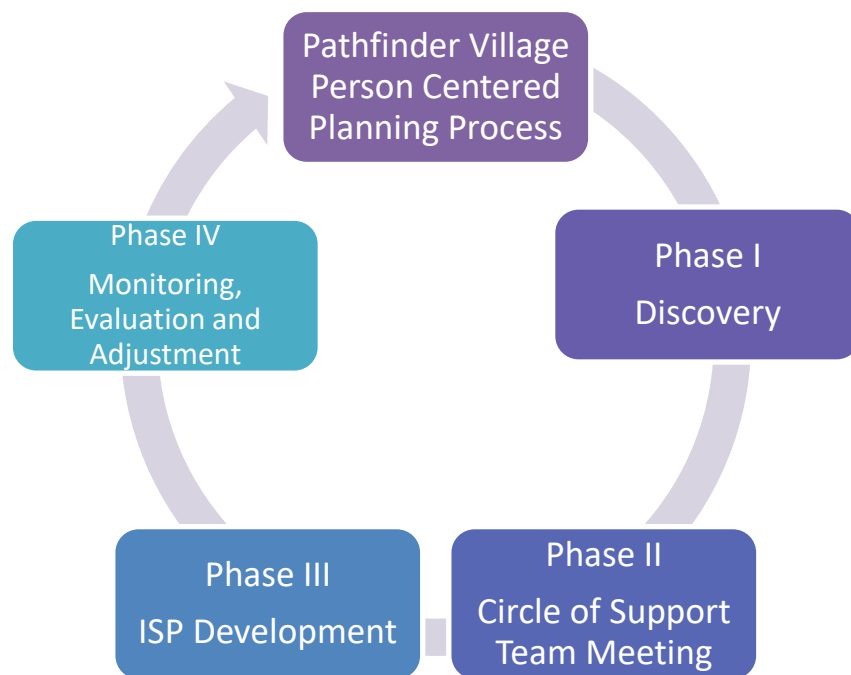 Pathfinder Village
Person Centered
Planning Process
Phase I
Discovery
Phase II
Circle of Support
Team Meeting
Phase III
ISP Development
Phase IV
Monitoring,
Evaluation and
Adjustment